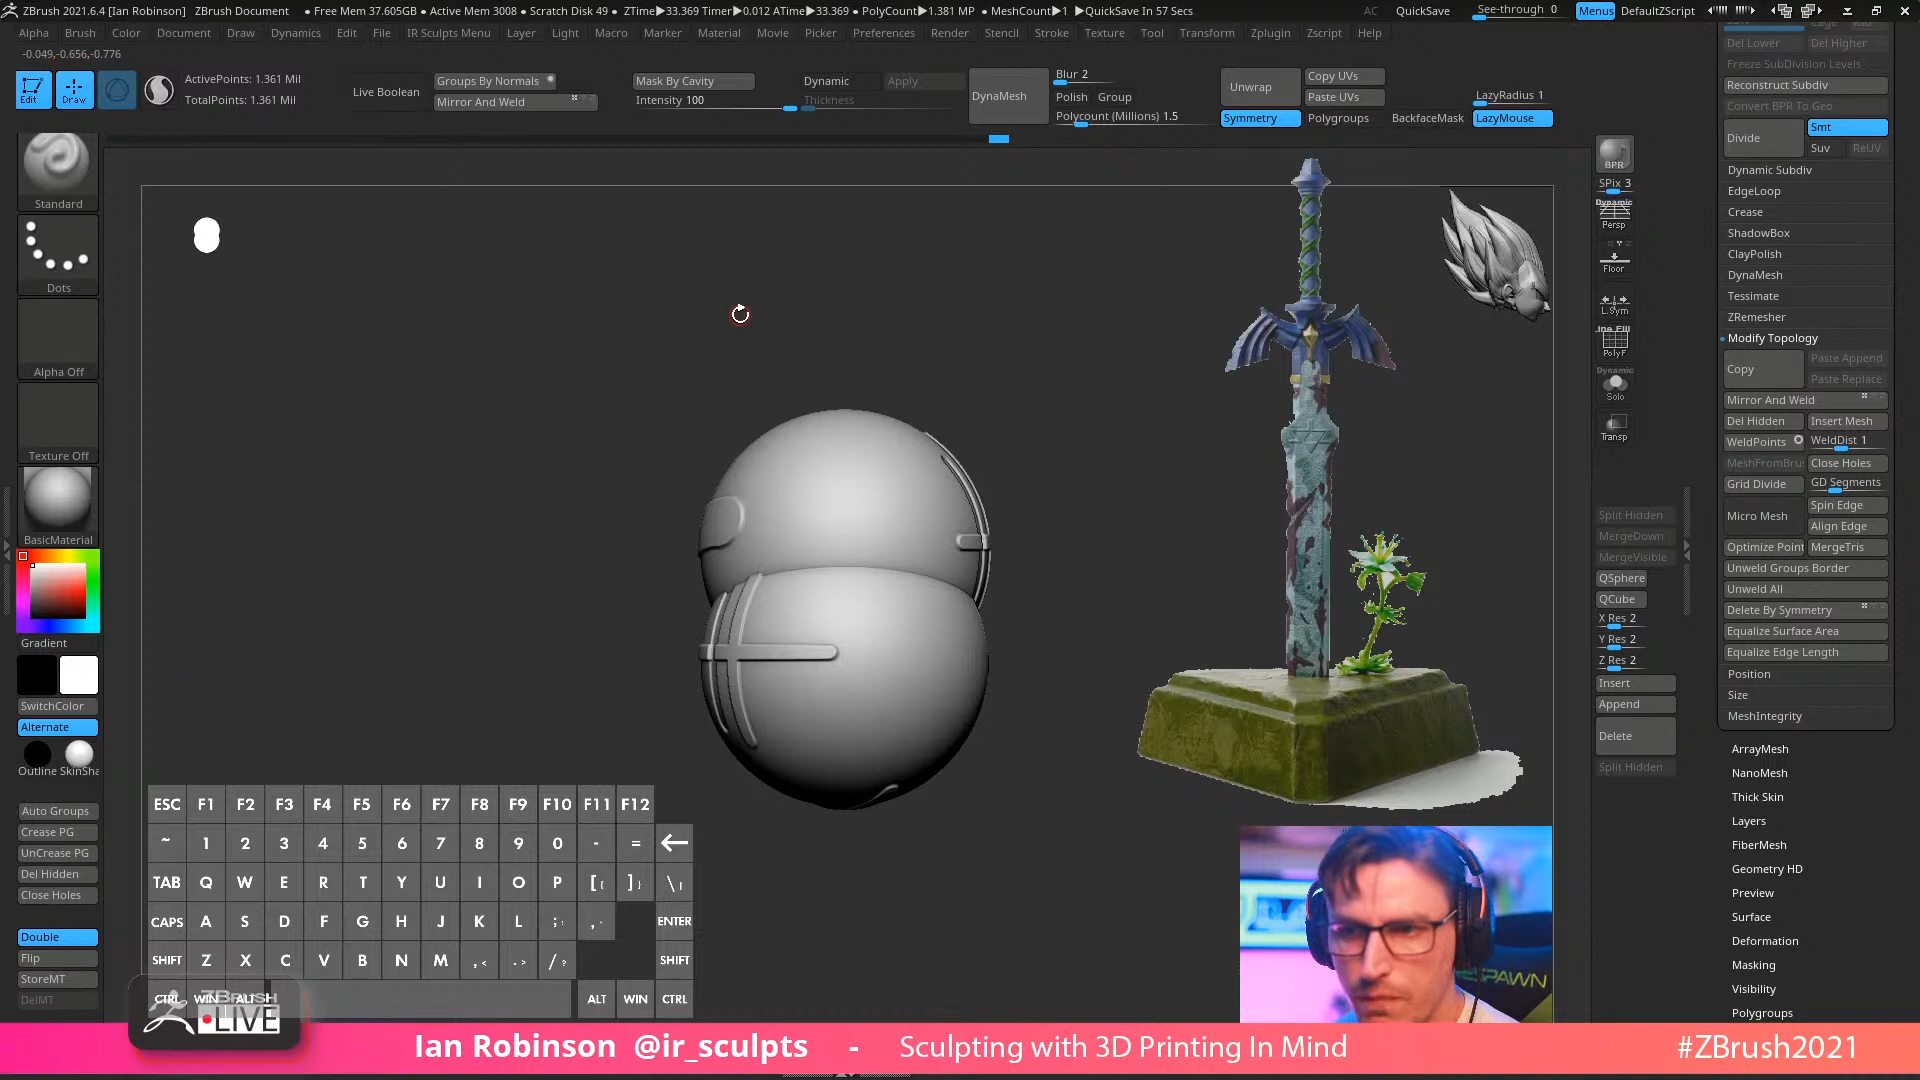 ZBrush 2021.6.4 [Ian Robinson] ZBrush Document ● Free Mem 37.605GB ● Active Mem 3008 ● Scratch Disk 49 ● ZTime▶33.369 Timer▶0.012 ATime▶33.369 ● PolyCount▶1.381 MP ● MeshCount▶1 ▶QuickSave In 57 Secs AC QuickSave See-through 0 Menus DefaultZScript
Alpha Brush Color Document Draw Dynamics Edit File IR Sculpts Menu Layer Light Macro Marker Material Movie Picker Preferences Render Stencil Stroke Texture Tool Transform Zplugin Zscript Help
-0.049,-0.656,-0.776
Edit
Draw
ActivePoints: 1.361 Mil
TotalPoints: 1.361 Mil
Live Boolean
Groups By Normals
Mirror And Weld
Mask By Cavity
Intensity 100
Dynamic Apply
Thickness
DynaMesh
Blur 2
Polish Group
Polycount (Millions) 1.5
Unwrap
Copy UVs
Paste UVs
Symmetry Polygroups BackfaceMask
LazyRadius 1
LazyMouse
Standard
Dots
Alpha Off
Texture Off
BasicMaterial
Gradient
SwitchColor
Alternate
Outline SkinSha
Auto Groups
Crease PG
UnCrease PG
Del Hidden
Close Holes
Double
Flip
StoreMT
DelMT
BPR
SPix 3
Dynamic
Persp
Floor
L.Sym
PolyF
Dynamic
Solo
Transp
Split Hidden
MergeDown
MergeVisible
QSphere
QCube
X Res 2
Y Res 2
Z Res 2
Insert
Append
Delete
Split Hidden
Del Lower Del Higher
Freeze SubDivision Levels
Reconstruct Subdiv
Convert BPR To Geo
Divide
Smt
Suv ReUV
Dynamic Subdiv
EdgeLoop
Crease
ShadowBox
ClayPolish
DynaMesh
Tessimate
ZRemesher
Modify Topology
Copy
Paste Append
Paste Replace
Mirror And Weld
Del Hidden Insert Mesh
WeldPoints WeldDist 1
MeshFromBrus Close Holes
Grid Divide GD Segments
Micro Mesh
Spin Edge
Align Edge
Optimize Point MergeTris
Unweld Groups Border
Unweld All
Delete By Symmetry
Equalize Surface Area
Equalize Edge Length
Position
Size
MeshIntegrity
ArrayMesh
NanoMesh
Thick Skin
Layers
FiberMesh
Geometry HD
Preview
Surface
Deformation
Masking
Visibility
Polygroups
ESC F1 F2 F3 F4 F5 F6 F7 F8 F9 F10 F11 F12
~ 1 2 3 4 5 6 7 8 9 0 - = ←
TAB Q W E R T Y U I O P [{ ]} \|
CAPS A S D F G H J K L ;: ,. ENTER
SHIFT Z X C V B N M ,< .> /? SHIFT
CTRL WIN ALT ALT WIN CTRL
ZBRUSH
LIVE
SPAWN
Ian Robinson @ir_sculpts - Sculpting with 3D Printing In Mind #ZBrush2021